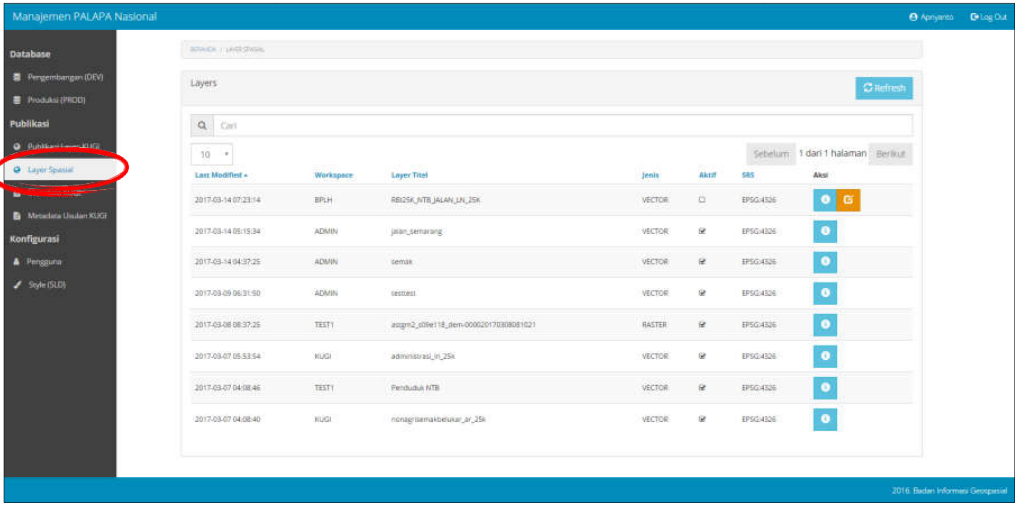 Manajemen PALAPA Nasional
Apriyanto
Log Out
Database
Pengembangan (DEV)
Produksi (PROD)
Publikasi
Publikasi Layer KUGI
Layer Spasial
Metadata Usulan KUGI
Konfigurasi
Pengguna
Style (SLD)
BERANDA / LAYER SPASIAL
Layers
Refresh
Cari
10
Sebelum 1 dari 1 halaman Berikut
Last Modified Workspace Layer Titel Jenis Aktif SRS Aksi
2017-03-14 07:23:14 BPLH RBI25K_NTB_JALAN_LN_25K VECTOR EPSG:4326
2017-03-14 05:15:34 ADMIN jalan_semarang VECTOR EPSG:4326
2017-03-14 04:37:25 ADMIN semak VECTOR EPSG:4326
2017-03-09 06:31:50 ADMIN testtest VECTOR EPSG:4326
2017-03-08 08:37:25 TEST1 astgm2_s09e118_dem-000020170308081021 RASTER EPSG:4326
2017-03-07 05:53:54 KUGI administrasi_ln_25k VECTOR EPSG:4326
2017-03-07 04:08:46 TEST1 Penduduk NTB VECTOR EPSG:4326
2017-03-07 04:08:40 KUGI nonagrisemakbelukar_ar_25k VECTOR EPSG:4326
2016. Badan Informasi Geospasial